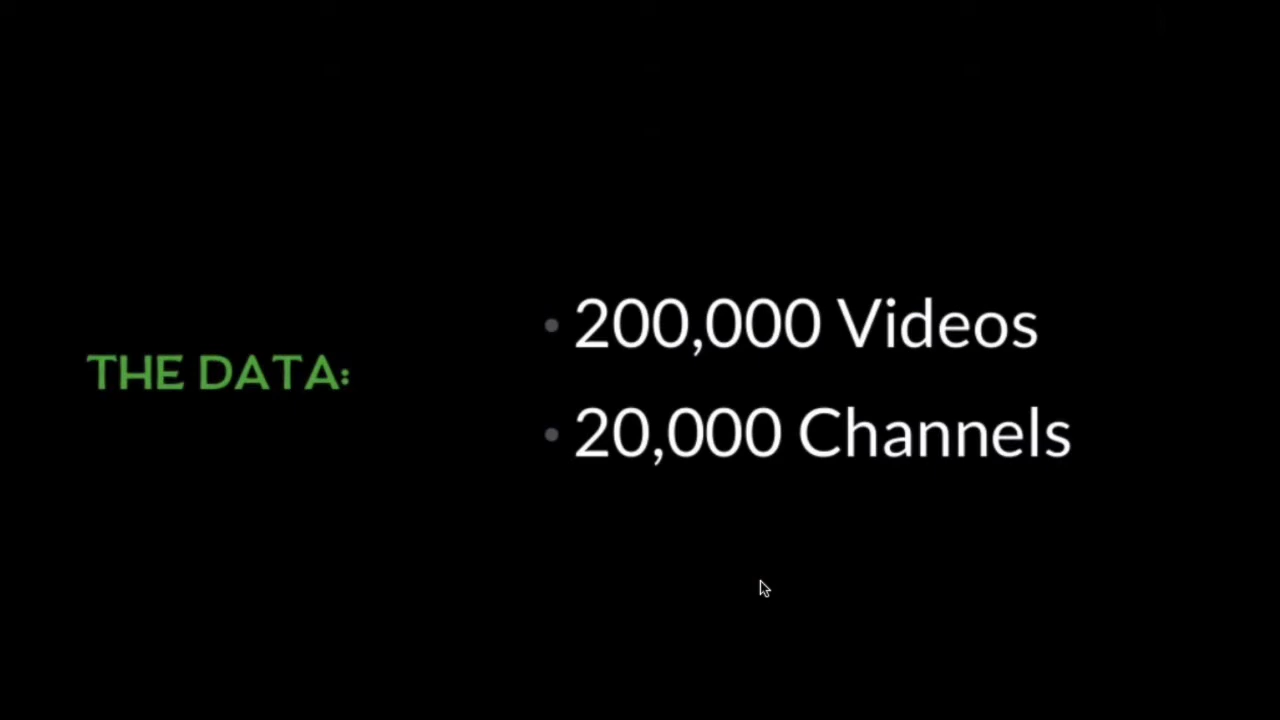 THE DATA:
• 200,000 Videos
• 20,000 Channels